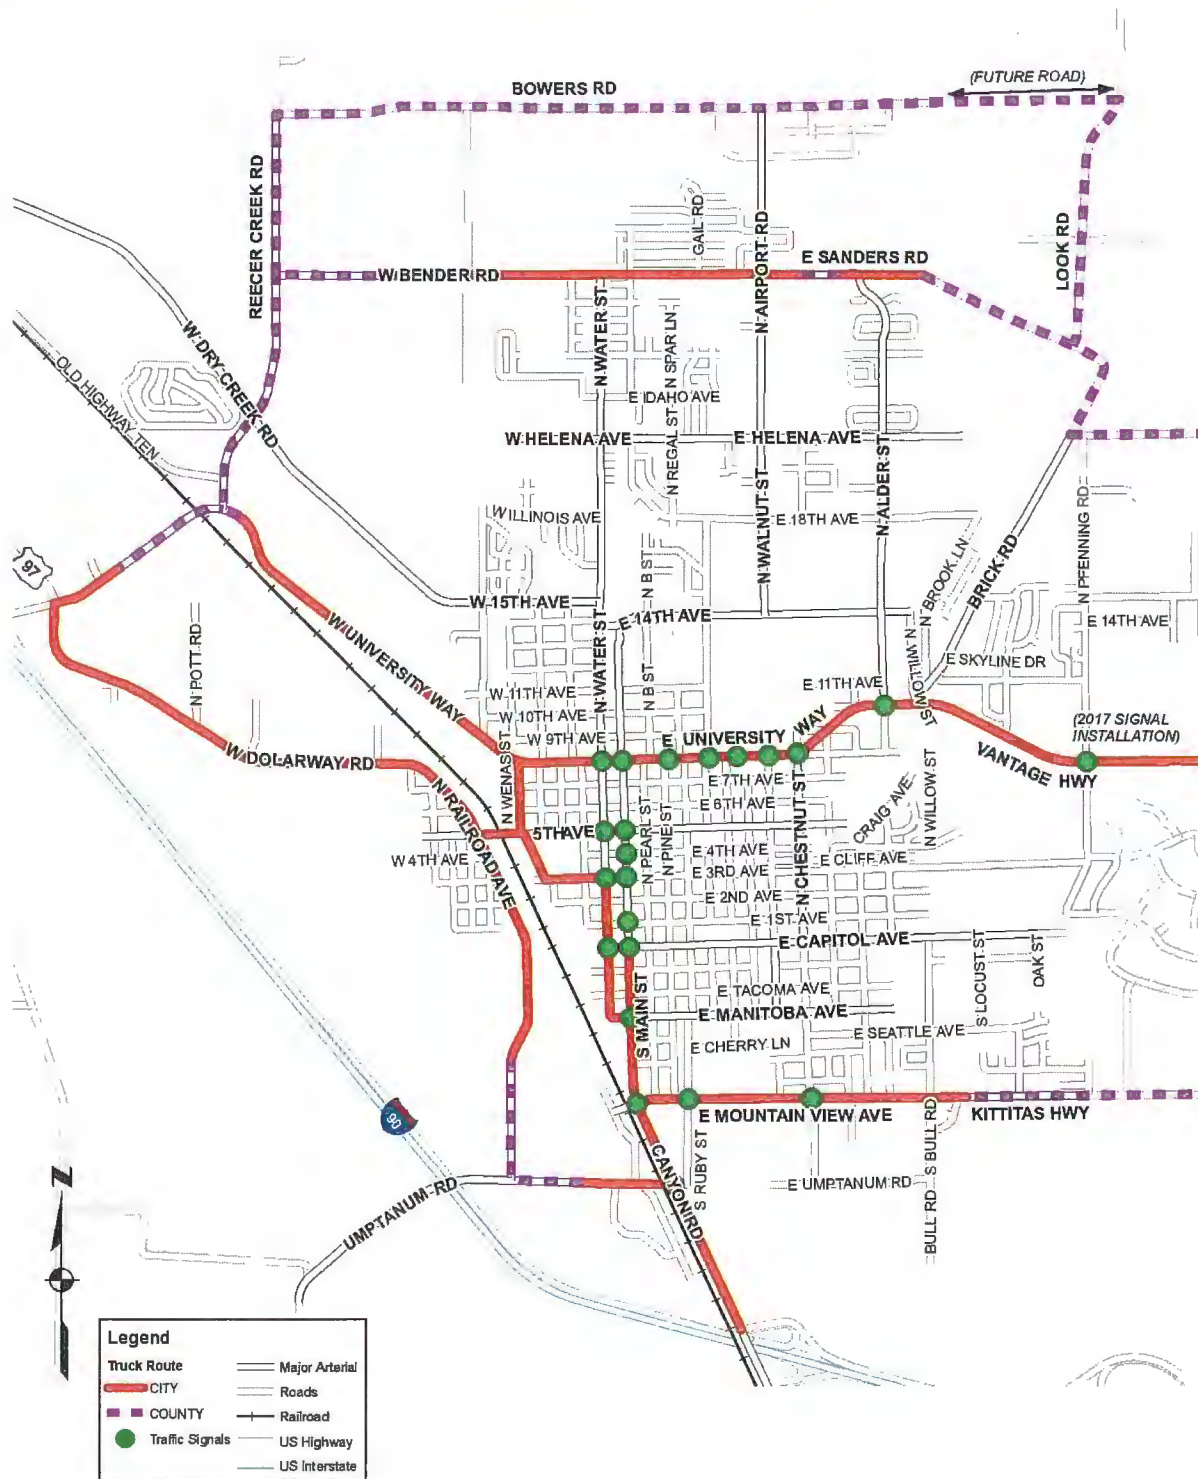 (FUTURE ROAD)
BOWERS RD
REECER CREEK RD
GAIL RD
N AIRPORT RD
LOOK RD
E SANDERS RD
W BENDER RD
N WATER ST
N SPAR LN
W DRY CREEK RD
OLD HIGHWAY TEN
E IDAHO AVE
N REGAL ST
W HELENA AVE
E HELENA AVE
N WALNUT ST
N ALDER ST
W ILLINOIS AVE
E 18TH AVE
N PFENNING RD
N BROOK LN
BRICK RD
97
N B ST
W 15TH AVE
E 14TH AVE
E 14TH AVE
N POTT RD
W UNIVERSITY WAY
N WATER ST
N B ST
N WILLOW ST
E SKYLINE DR
W 11TH AVE
E 11TH AVE
W 10TH AVE
W 9TH AVE
E UNIVERSITY WAY
(2017 SIGNAL
INSTALLATION)
VANTAGE HWY
W DOLARWAY RD
N WENAS ST
E 7TH AVE
E 6TH AVE
N RAILROAD AVE
5TH AVE
N PEARL ST
N PINE ST
N CHESTNUT ST
CRAIG AVE
N WILLOW ST
W 4TH AVE
E 4TH AVE
E CLIFF AVE
E 3RD AVE
E 2ND AVE
E 1ST AVE
E CAPITOL AVE
S LOCUST ST
OAK ST
E TACOMA AVE
S MAIN ST
E MANITOBA AVE
E SEATTLE AVE
E CHERRY LN
E MOUNTAIN VIEW AVE
KITTITAS HWY
90
CANYON RD
S RUBY ST
S BULL RD
BULL RD
E UMPTANUM RD
UMPTANUM RD
N
Legend
Truck Route
CITY
COUNTY
Traffic Signals
Major Arterial
Roads
Railroad
US Highway
US Interstate